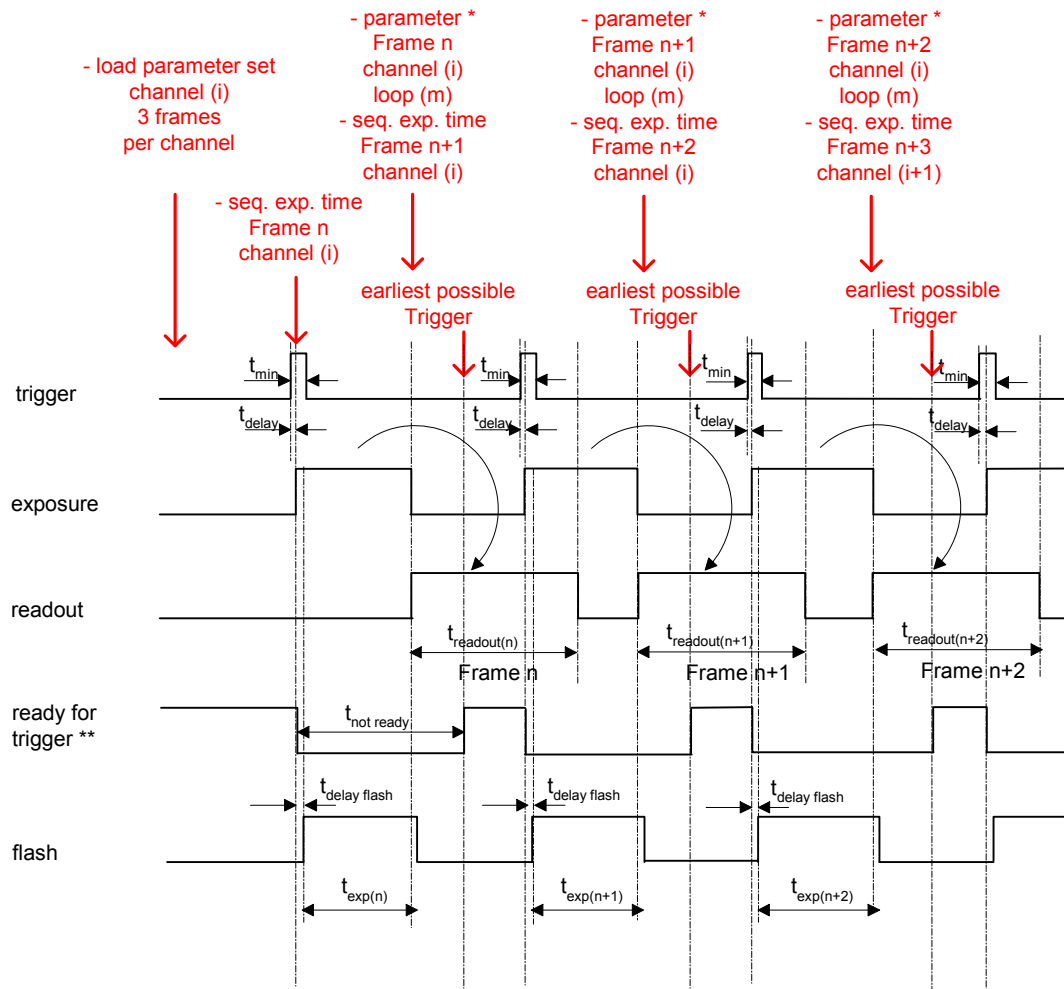 - load parameter set
channel (i)
3 frames
per channel
- seq. exp. time
Frame n
channel (i)
- parameter *
Frame n
channel (i)
loop (m)
- seq. exp. time
Frame n+1
channel (i)
- parameter *
Frame n+1
channel (i)
loop (m)
- seq. exp. time
Frame n+2
channel (i)
- parameter *
Frame n+2
channel (i)
loop (m)
- seq. exp. time
Frame n+3
channel (i+1)
earliest possible
Trigger
earliest possible
Trigger
earliest possible
Trigger
trigger
tmin
tmin
tmin
tmin
tdelay
tdelay
tdelay
tdelay
exposure
readout
treadout(n)
Frame n
treadout(n+1)
Frame n+1
treadout(n+2)
Frame n+2
ready for
trigger **
tnot ready
tdelay flash
tdelay flash
tdelay flash
flash
texp(n)
texp(n+1)
texp(n+2)